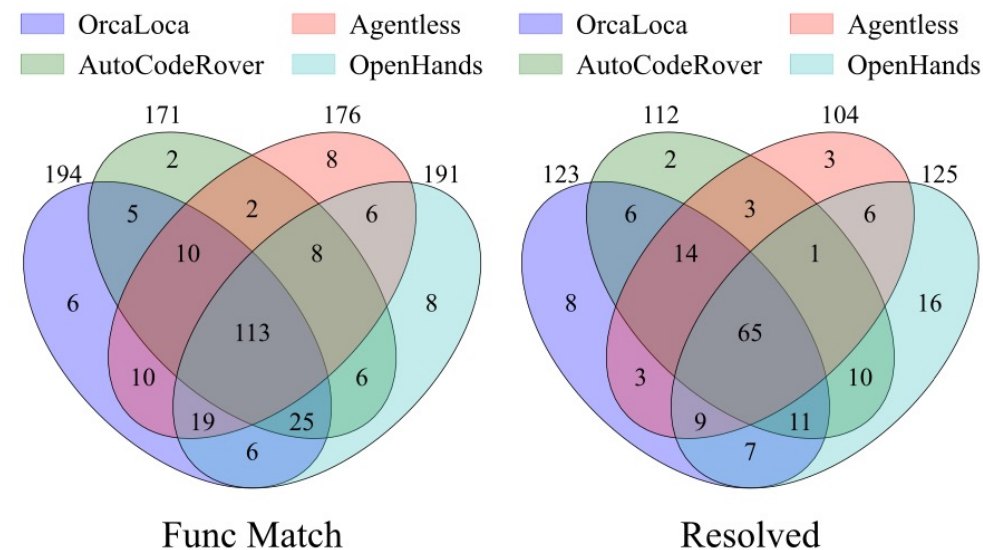 OrcaLoca Agentless
AutoCodeRover OpenHands
171 176
194 191
2 8
5 2 6
10 8
6 8
113
10 6
19 25
6
Func Match
OrcaLoca Agentless
AutoCodeRover OpenHands
112 104
123 125
2 3
6 3 6
14 1
8 16
65
3 10
9 11
7
Resolved